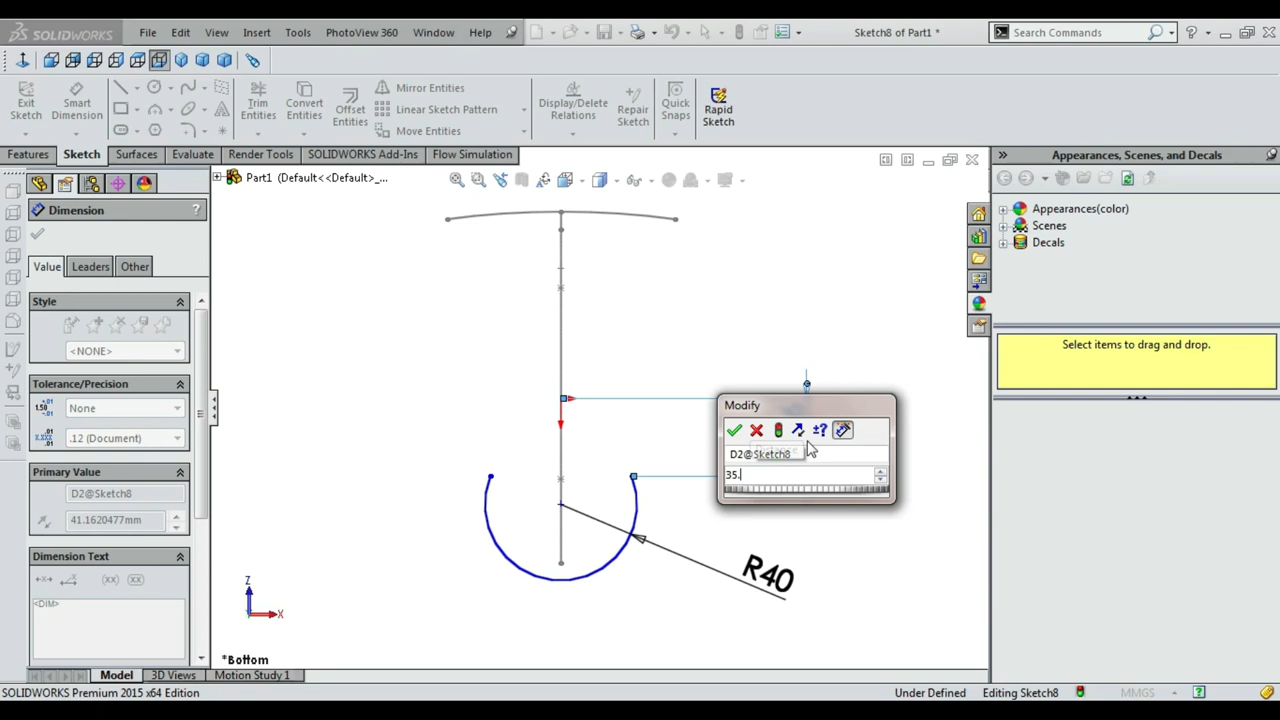 SOLIDWORKS File Edit View Insert Tools PhotoView 360 Window Help Sketch8 of Part1 * Search Commands
Exit Sketch
Smart Dimension
Trim Entities
Convert Entities
Offset Entities
Mirror Entities
Linear Sketch Pattern
Move Entities
Display/Delete Relations
Repair Sketch
Quick Snaps
Rapid Sketch
Features Sketch Surfaces Evaluate Render Tools SOLIDWORKS Add-Ins Flow Simulation
Appearances, Scenes, and Decals
Part1 (Default<<Default>_...
Dimension ?
Value Leaders Other
Style
<NONE>
Tolerance/Precision
1.50 None
X.XXX .12 (Document)
Primary Value
D2@Sketch8
41.1620477mm
Dimension Text
<DIM>
Modify
D2@Sketch8
35.
R40
Z
X
*Bottom
Appearances(color)
Scenes
Decals
Select items to drag and drop.
Model 3D Views Motion Study 1
SOLIDWORKS Premium 2015 x64 Edition Under Defined Editing Sketch8 MMGS